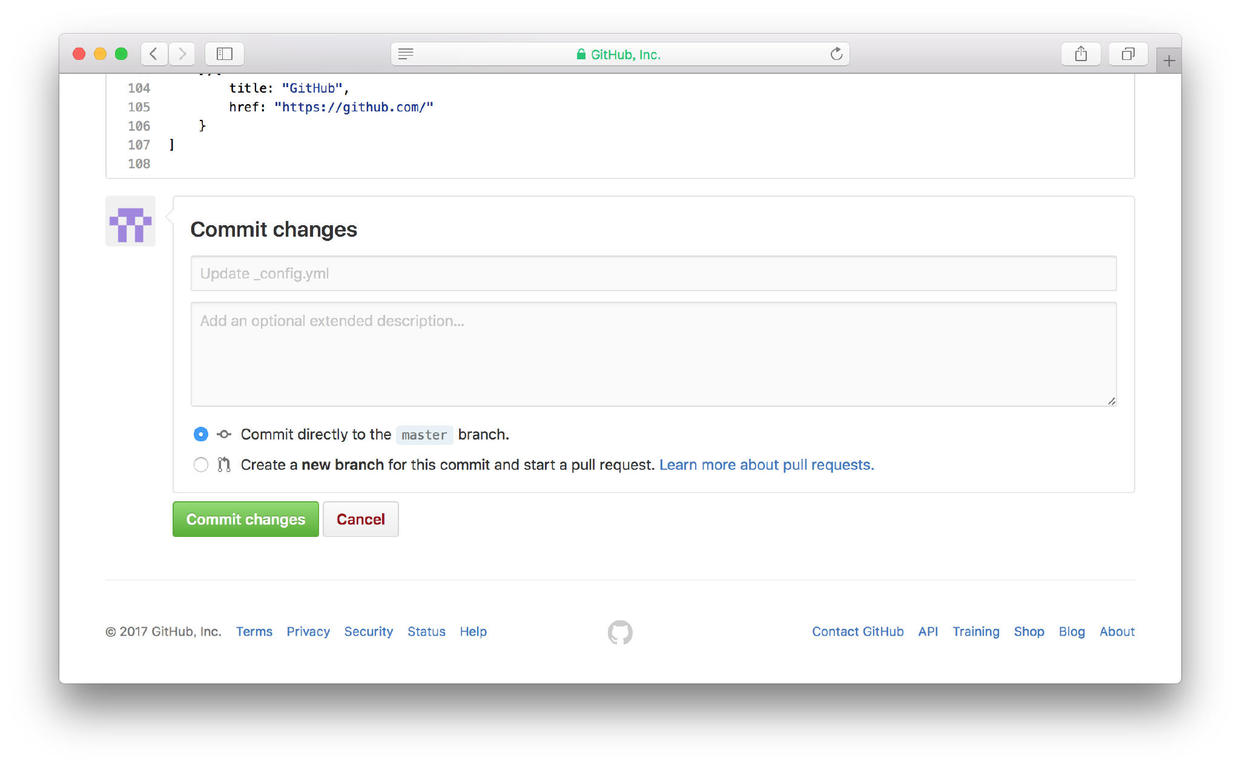 GitHub, Inc.
104 title: "GitHub",
105 href: "https://github.com/"
106 }
107 ]
108
Commit changes
Update _config.yml
Add an optional extended description...
Commit directly to the master branch.
Create a new branch for this commit and start a pull request. Learn more about pull requests.
Commit changes Cancel
© 2017 GitHub, Inc. Terms Privacy Security Status Help Contact GitHub API Training Shop Blog About